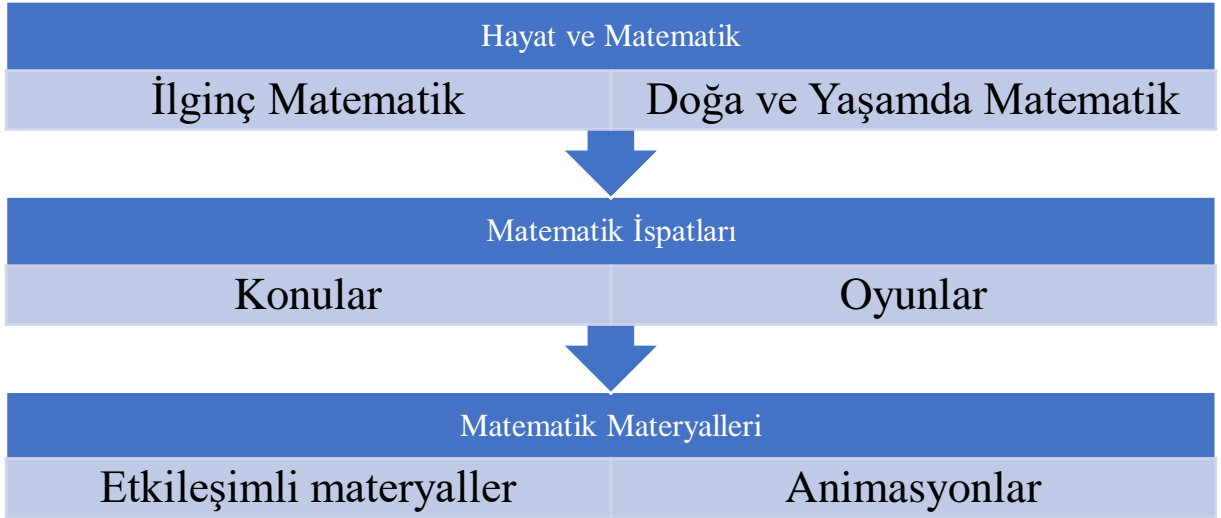 Hayat ve Matematik
İlginç Matematik
Doğa ve Yaşamda Matematik
Matematik İspatları
Konular
Oyunlar
Matematik Materyalleri
Etkileşimli materyaller
Animasyonlar